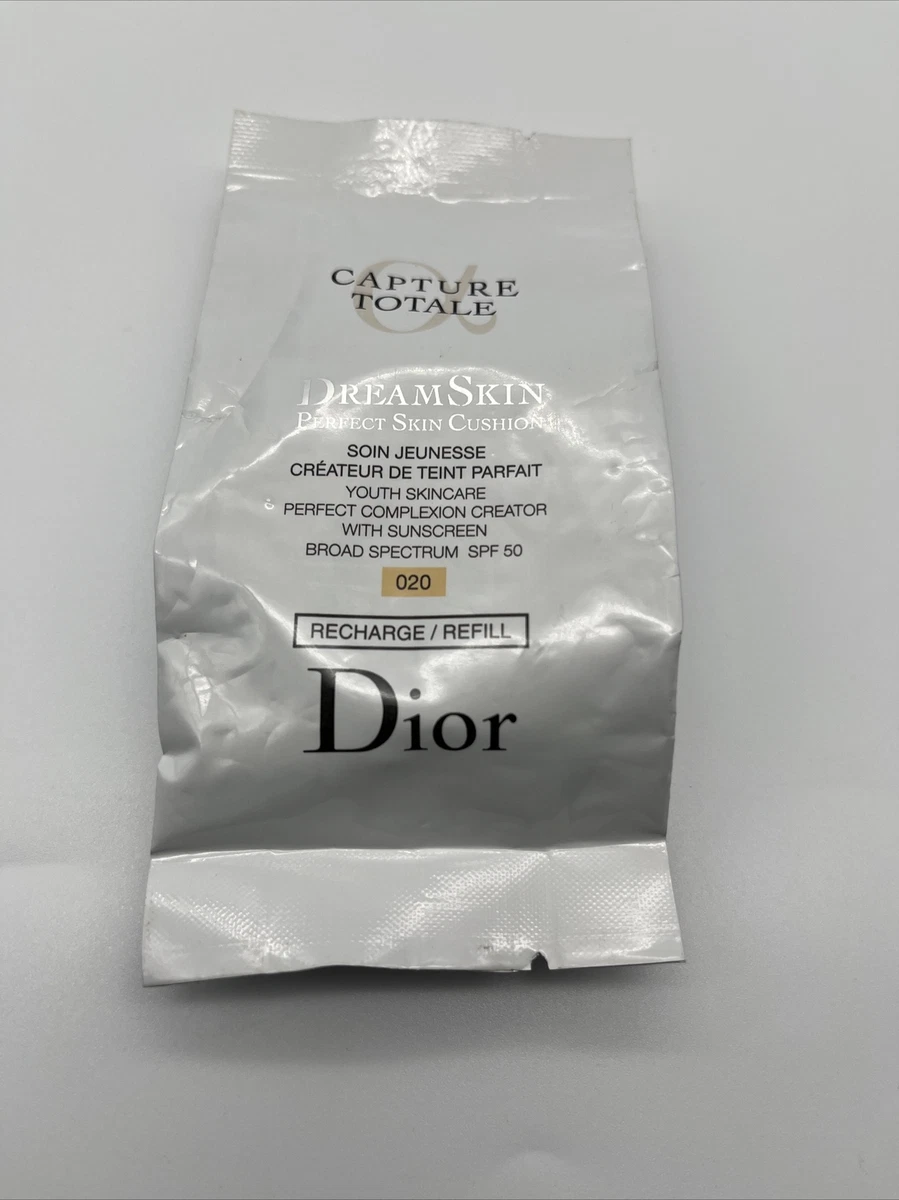 CAPTURE
TOTALE
DREAMSKIN
PERFECT SKIN CUSHION
SOIN JEUNESSE
CRÉATEUR DE TEINT PARFAIT
YOUTH SKINCARE
PERFECT COMPLEXION CREATOR
WITH SUNSCREEN
BROAD SPECTRUM SPF 50
020
RECHARGE / REFILL
Dior